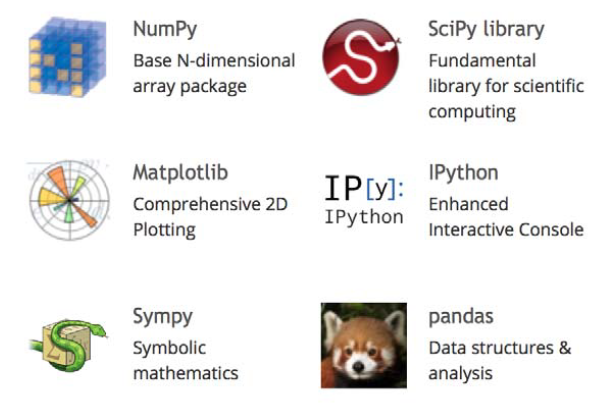 NumPy
Base N-dimensional
array package
SciPy library
Fundamental
library for scientific
computing
Matplotlib
Comprehensive 2D
Plotting
IP[y]:
IPython
IPython
Enhanced
Interactive Console
Sympy
Symbolic
mathematics
pandas
Data structures &
analysis